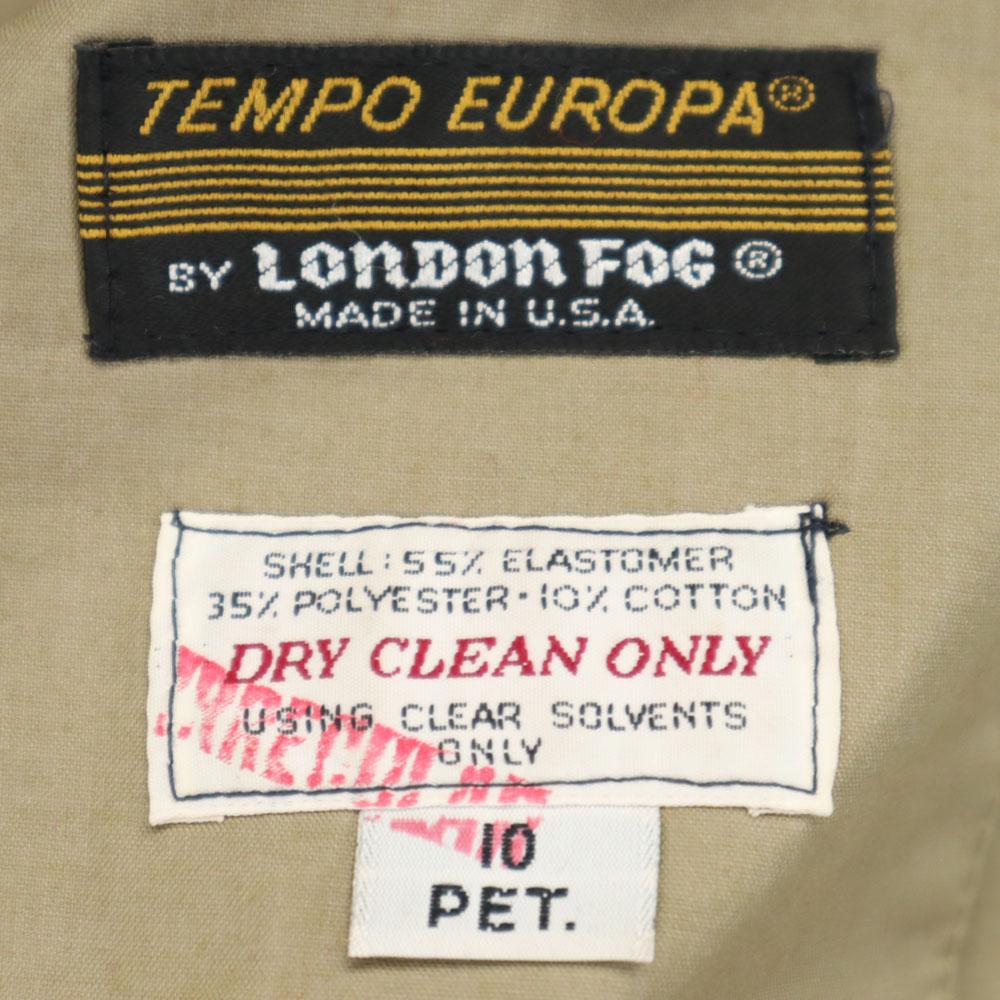 TEMPO EUROPA®
BY LONDON FOG ®
MADE IN U.S.A.
SHELL: 55% ELASTOMER
35% POLYESTER · 10% COTTON
DRY CLEAN ONLY
USING CLEAR SOLVENTS
ONLY
10
PET.